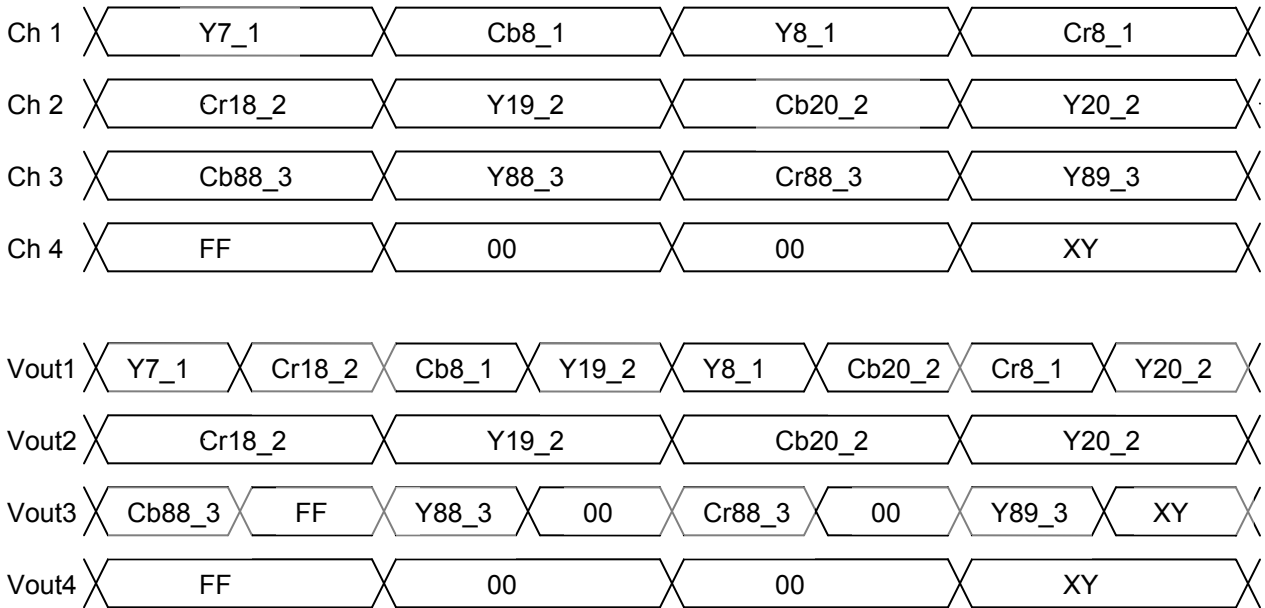 Ch 1 Y7_1 Cb8_1 Y8_1 Cr8_1
Ch 2 Cr18_2 Y19_2 Cb20_2 Y20_2
Ch 3 Cb88_3 Y88_3 Cr88_3 Y89_3
Ch 4 FF 00 00 XY
Vout1 Y7_1 Cr18_2 Cb8_1 Y19_2 Y8_1 Cb20_2 Cr8_1 Y20_2
Vout2 Cr18_2 Y19_2 Cb20_2 Y20_2
Vout3 Cb88_3 FF Y88_3 00 Cr88_3 00 Y89_3 XY
Vout4 FF 00 00 XY